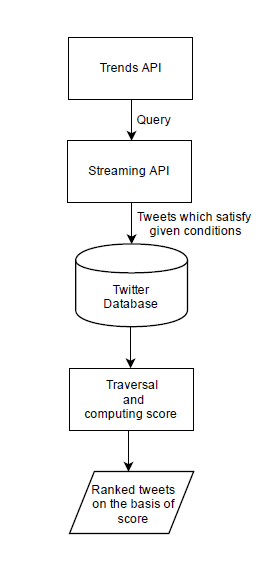 Trends API
Query
Streaming API
Tweets which satisfy
given conditions
Twitter
Database
Traversal
and
computing score
Ranked tweets
on the basis of
score